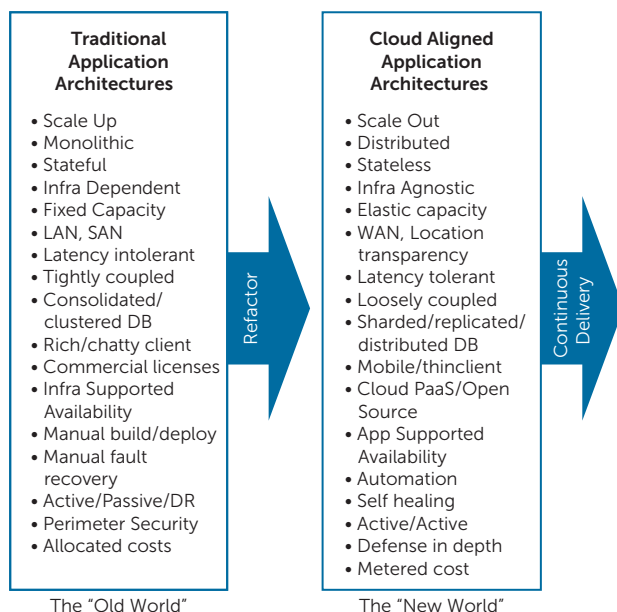 Traditional
Application
Architectures
• Scale Up
• Monolithic
• Stateful
• Infra Dependent
• Fixed Capacity
• LAN, SAN
• Latency intolerant
• Tightly coupled
• Consolidated/
clustered DB
• Rich/chatty client
• Commercial licenses
• Infra Supported
Availability
• Manual build/deploy
• Manual fault
recovery
• Active/Passive/DR
• Perimeter Security
• Allocated costs
The “Old World”
Refactor
Cloud Aligned
Application
Architectures
• Scale Out
• Distributed
• Stateless
• Infra Agnostic
• Elastic capacity
• WAN, Location
transparency
• Latency tolerant
• Loosely coupled
• Sharded/replicated/
distributed DB
• Mobile/thinclient
• Cloud PaaS/Open
Source
• App Supported
Availability
• Automation
• Self healing
• Active/Active
• Defense in depth
• Metered cost
The “New World”
Continuous
Delivery